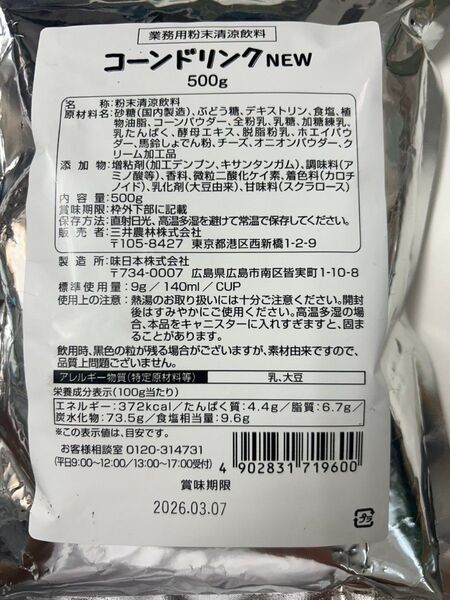 業務用粉末清涼飲料
コーンドリンクNEW
500g
名 称:粉末清涼飲料
原材料名:砂糖(国内製造)、ぶどう糖、デキストリン、食塩、植
物油脂、コーンパウダー、全粉乳、乳糖、加糖練乳、
乳たんぱく、酵母エキス、脱脂粉乳、ホエイパウ
ダー、馬鈴しょでん粉、チーズ、オニオンパウダー、ク
リーム加工品
添 加 物:増粘剤(加工デンプン、キサンタンガム)、調味料(ア
ミノ酸等)、香料、微粒二酸化ケイ素、着色料(カロチ
ノイド)、乳化剤(大豆由来)、甘味料(スクラロース)
内 容 量:500g
賞味期限:枠外下部に記載
保存方法:直射日光、高温多湿を避けて常温で保存してください。
販 売 者:三井農林株式会社
〒105-8427 東京都港区西新橋1-2-9
製 造 所:味日本株式会社
〒734-0007 広島県広島市南区皆実町1-10-8
標準使用量:9g/140ml/CUP
使用上の注意:熱湯のお取り扱いには十分ご注意ください。開封
後はすみやかにご使用ください。高温多湿の場
合、本品をキャニスターに入れすぎますと、固ま
ることがあります。
飲用時、黒色の粒が残る場合がございますが、素材由来ですので、
品質上問題ございません。
アレルギー物質(特定原材料等) 乳、大豆
栄養成分表示(100g当たり)
エネルギー:372kcal/たんぱく質:4.4g/脂質:6.7g/
炭水化物:73.5g/食塩相当量:9.6g
※この表示値は、目安です。
お客様相談室 0120-314731
(平日9:00~12:00/13:00~17:00受付)
4 902831 719600
賞味期限
2026.03.07
プラ